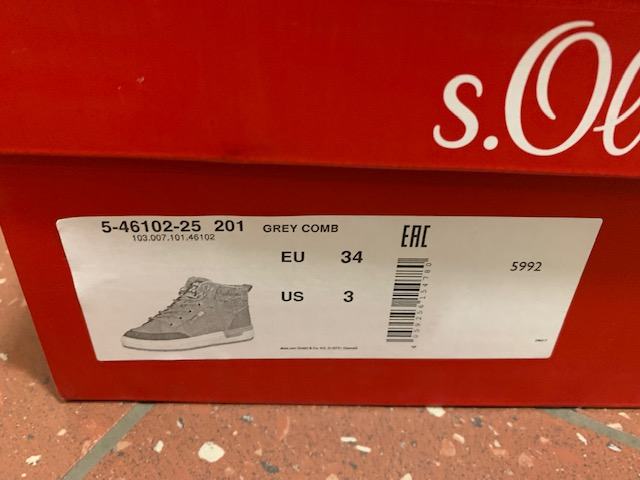 s.Ol
5-46102-25 201 GREY COMB
103.007.101.46102
EAC
EU 34
US 3
5992